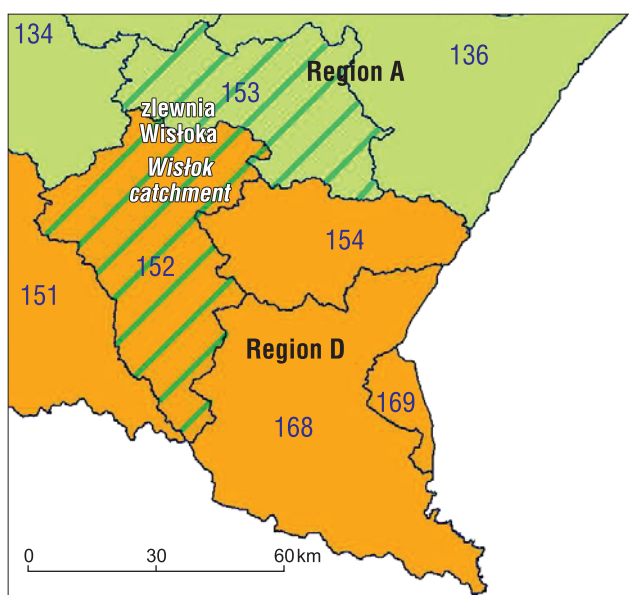 134
136
Region A
153
zlewnia
Wisłoka
Wisłok
catchment
154
152
151
Region D
169
168
0 30 60 km